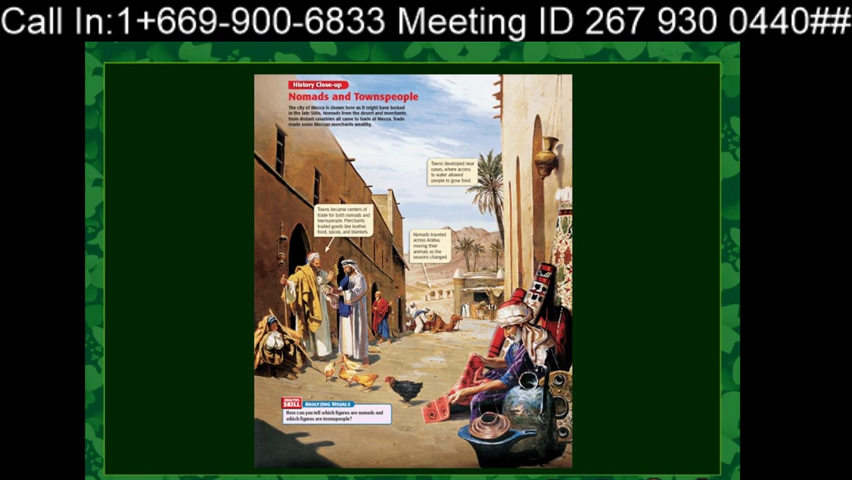 Call In:1+669-900-6833 Meeting ID 267 930 0440##
History Close-up
Nomads and Townspeople
The city of Mecca is shown here as it might have looked
in the late 500s. Nomads from the desert and merchants
from distant countries all came to trade at Mecca. Trade
made some Meccan merchants wealthy.
Towns developed near
oases, where access
to water allowed
people to grow food.
Towns became centers of
trade for both nomads and
townspeople. Merchants
traded goods like leather,
food, spices, and blankets.
Nomads traveled
across Arabia,
moving their
animals as the
seasons changed.
ANALYSIS
SKILL
ANALYZING VISUALS
How can you tell which figures are nomads and
which figures are townspeople?